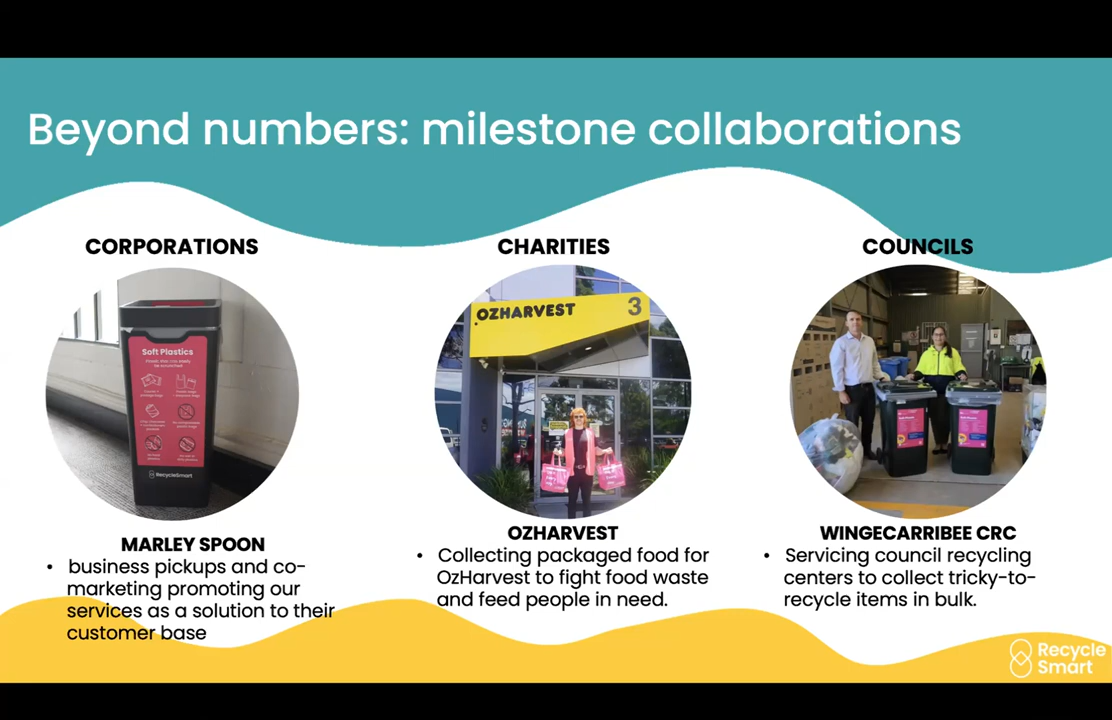 Beyond numbers: milestone collaborations
CORPORATIONS
Soft Plastics
RecycleSmart
MARLEY SPOON
• business pickups and co-
marketing promoting our
services as a solution to their
customer base
CHARITIES
OZHARVEST
3
OZHARVEST
• Collecting packaged food for
OzHarvest to fight food waste
and feed people in need.
COUNCILS
WINGECARRIBEE CRC
• Servicing council recycling
centers to collect tricky-to-
recycle items in bulk.
Recycle
Smart